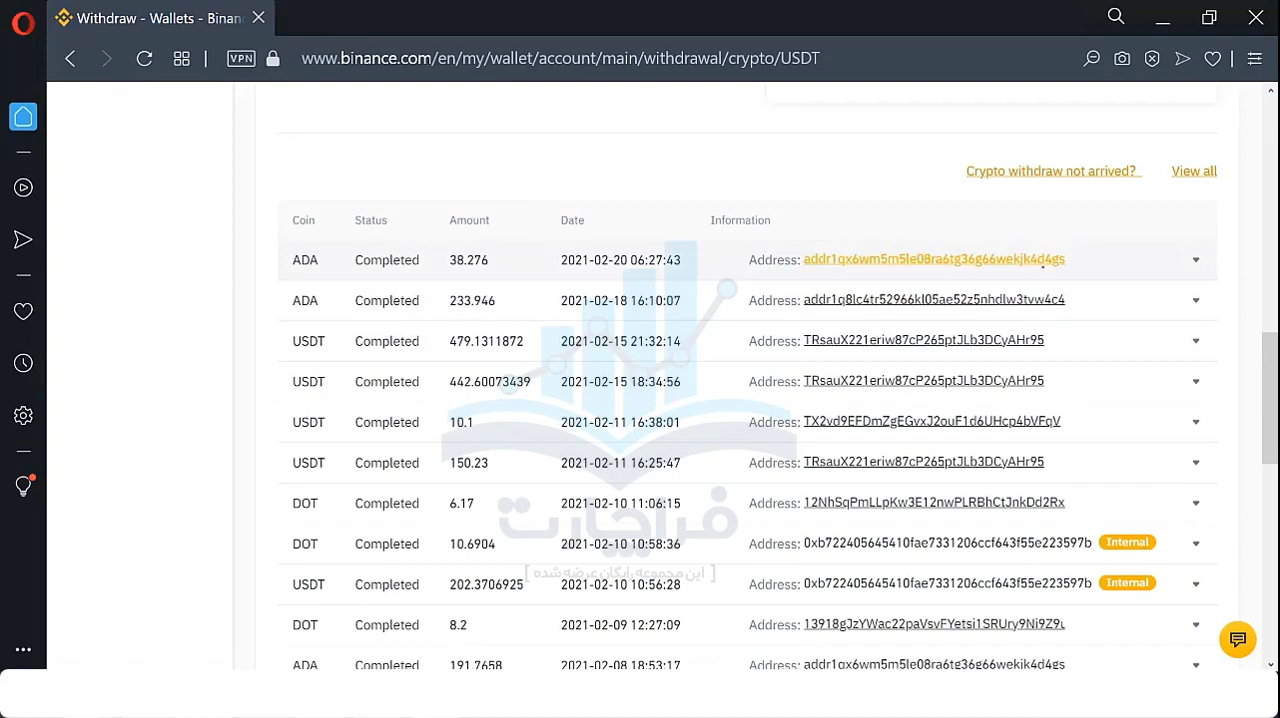 Withdraw - Wallets - Binan
VPN www.binance.com/en/my/wallet/account/main/withdrawal/crypto/USDT
Crypto withdraw not arrived? View all
Coin Status Amount Date Information
ADA Completed 38.276 2021-02-20 06:27:43 Address: addr1qx6wm5m5le08ra6tg36g66wekjk4d4gs
ADA Completed 233.946 2021-02-18 16:10:07 Address: addr1q8lc4tr52966kl05ae52z5nhdlw3tvw4c4
USDT Completed 479.1311872 2021-02-15 21:32:14 Address: TRsauX221eriw87cP265ptJLb3DCyAHr95
USDT Completed 442.60073439 2021-02-15 18:34:56 Address: TRsauX221eriw87cP265ptJLb3DCyAHr95
USDT Completed 10.1 2021-02-11 16:38:01 Address: TX2vd9EFDmZgEGvxJ2ouF1d6UHcp4bVFqV
USDT Completed 150.23 2021-02-11 16:25:47 Address: TRsauX221eriw87cP265ptJLb3DCyAHr95
DOT Completed 6.17 2021-02-10 11:06:15 Address: 12NhSqPmLLpKw3E12nwPLRBhCtJnkDd2Rx
فراچارت
DOT Completed 10.6904 2021-02-10 10:58:36 Address: 0xb722405645410fae7331206ccf643f55e223597b Internal
[ این مجموعه رایگان عرضه شده ]
USDT Completed 202.3706925 2021-02-10 10:56:28 Address: 0xb722405645410fae7331206ccf643f55e223597b Internal
DOT Completed 8.2 2021-02-09 12:27:09 Address: 13918gJzYWac22paVsvFYetsi1SRUry9Ni9Z9L
ADA Completed 191.7658 2021-02-08 18:53:17 Address: addr1qx6wm5m5le08ra6tg36g66wekjk4d4gs